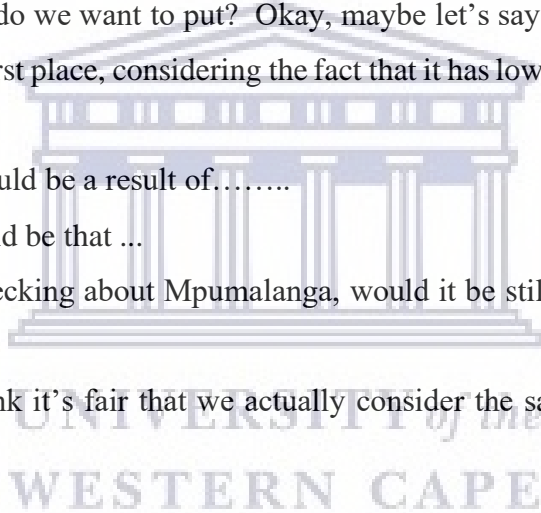 do we want to put? Okay, maybe let's say
rst place, considering the fact that it has low
uld be a result of……..
d be that ...
ecking about Mpumalanga, would it be still
nk it's fair that we actually consider the sa
UNIVERSITY of the
WESTERN CAPE